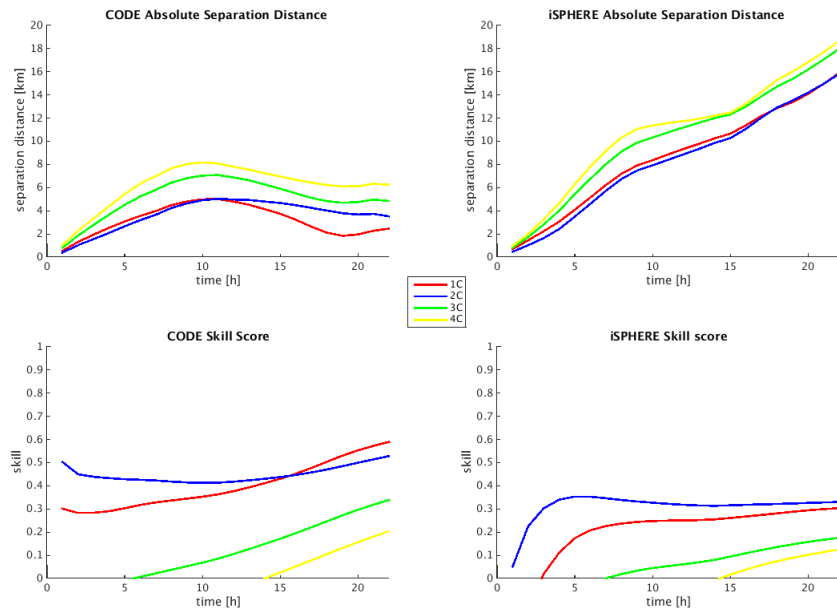 CODE Absolute Separation Distance
separation distance [km]
20
18
16
14
12
10
8
6
4
2
0
0 5 10 15 20
time [h]
iSPHERE Absolute Separation Distance
separation distance [km]
20
18
16
14
12
10
8
6
4
2
0
0 5 10 15 20
time [h]
1C
2C
3C
4C
CODE Skill Score
skill
1
0.9
0.8
0.7
0.6
0.5
0.4
0.3
0.2
0.1
0
0 5 10 15 20
time [h]
iSPHERE Skill score
skill
1
0.9
0.8
0.7
0.6
0.5
0.4
0.3
0.2
0.1
0
0 5 10 15 20
time [h]